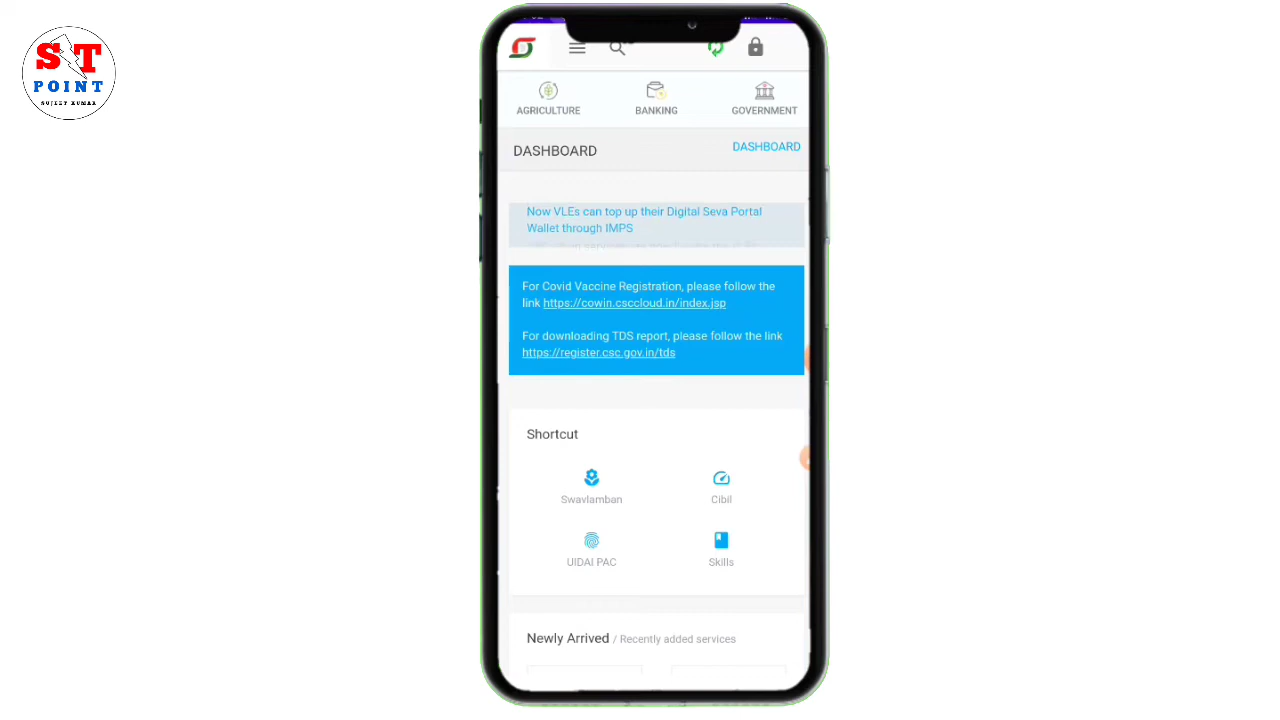 S T
POINT
SUJEET KUMAR
AGRICULTURE
BANKING
GOVERNMENT
DASHBOARD
DASHBOARD
Now VLEs can top up their Digital Seva Portal
Wallet through IMPS
For Covid Vaccine Registration, please follow the
link https://cowin.csccloud.in/index.jsp
For downloading TDS report, please follow the link
https://register.csc.gov.in/tds
Shortcut
Swavlamban
Cibil
UIDAI PAC
Skills
Newly Arrived / Recently added services